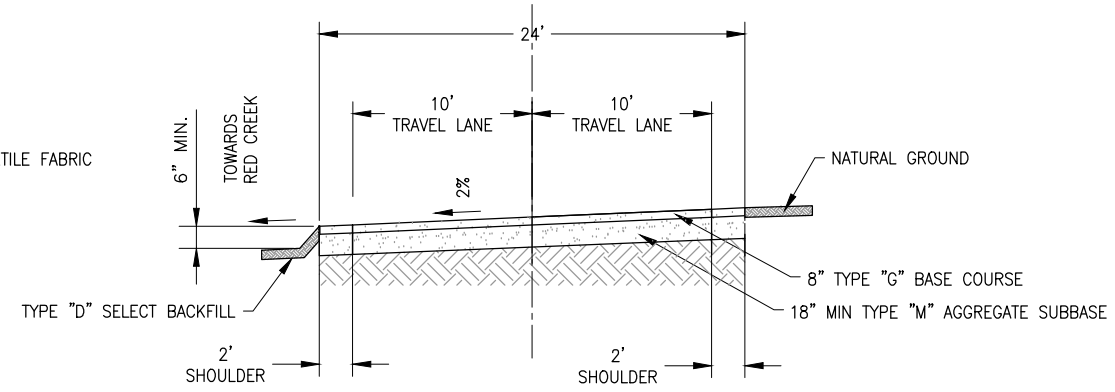 24'
10'
TRAVEL LANE
10'
TRAVEL LANE
6" MIN.
TOWARDS
RED CREEK
TILE FABRIC
2%
NATURAL GROUND
8" TYPE "G" BASE COURSE
18" MIN TYPE "M" AGGREGATE SUBBASE
TYPE "D" SELECT BACKFILL
2'
SHOULDER
2'
SHOULDER